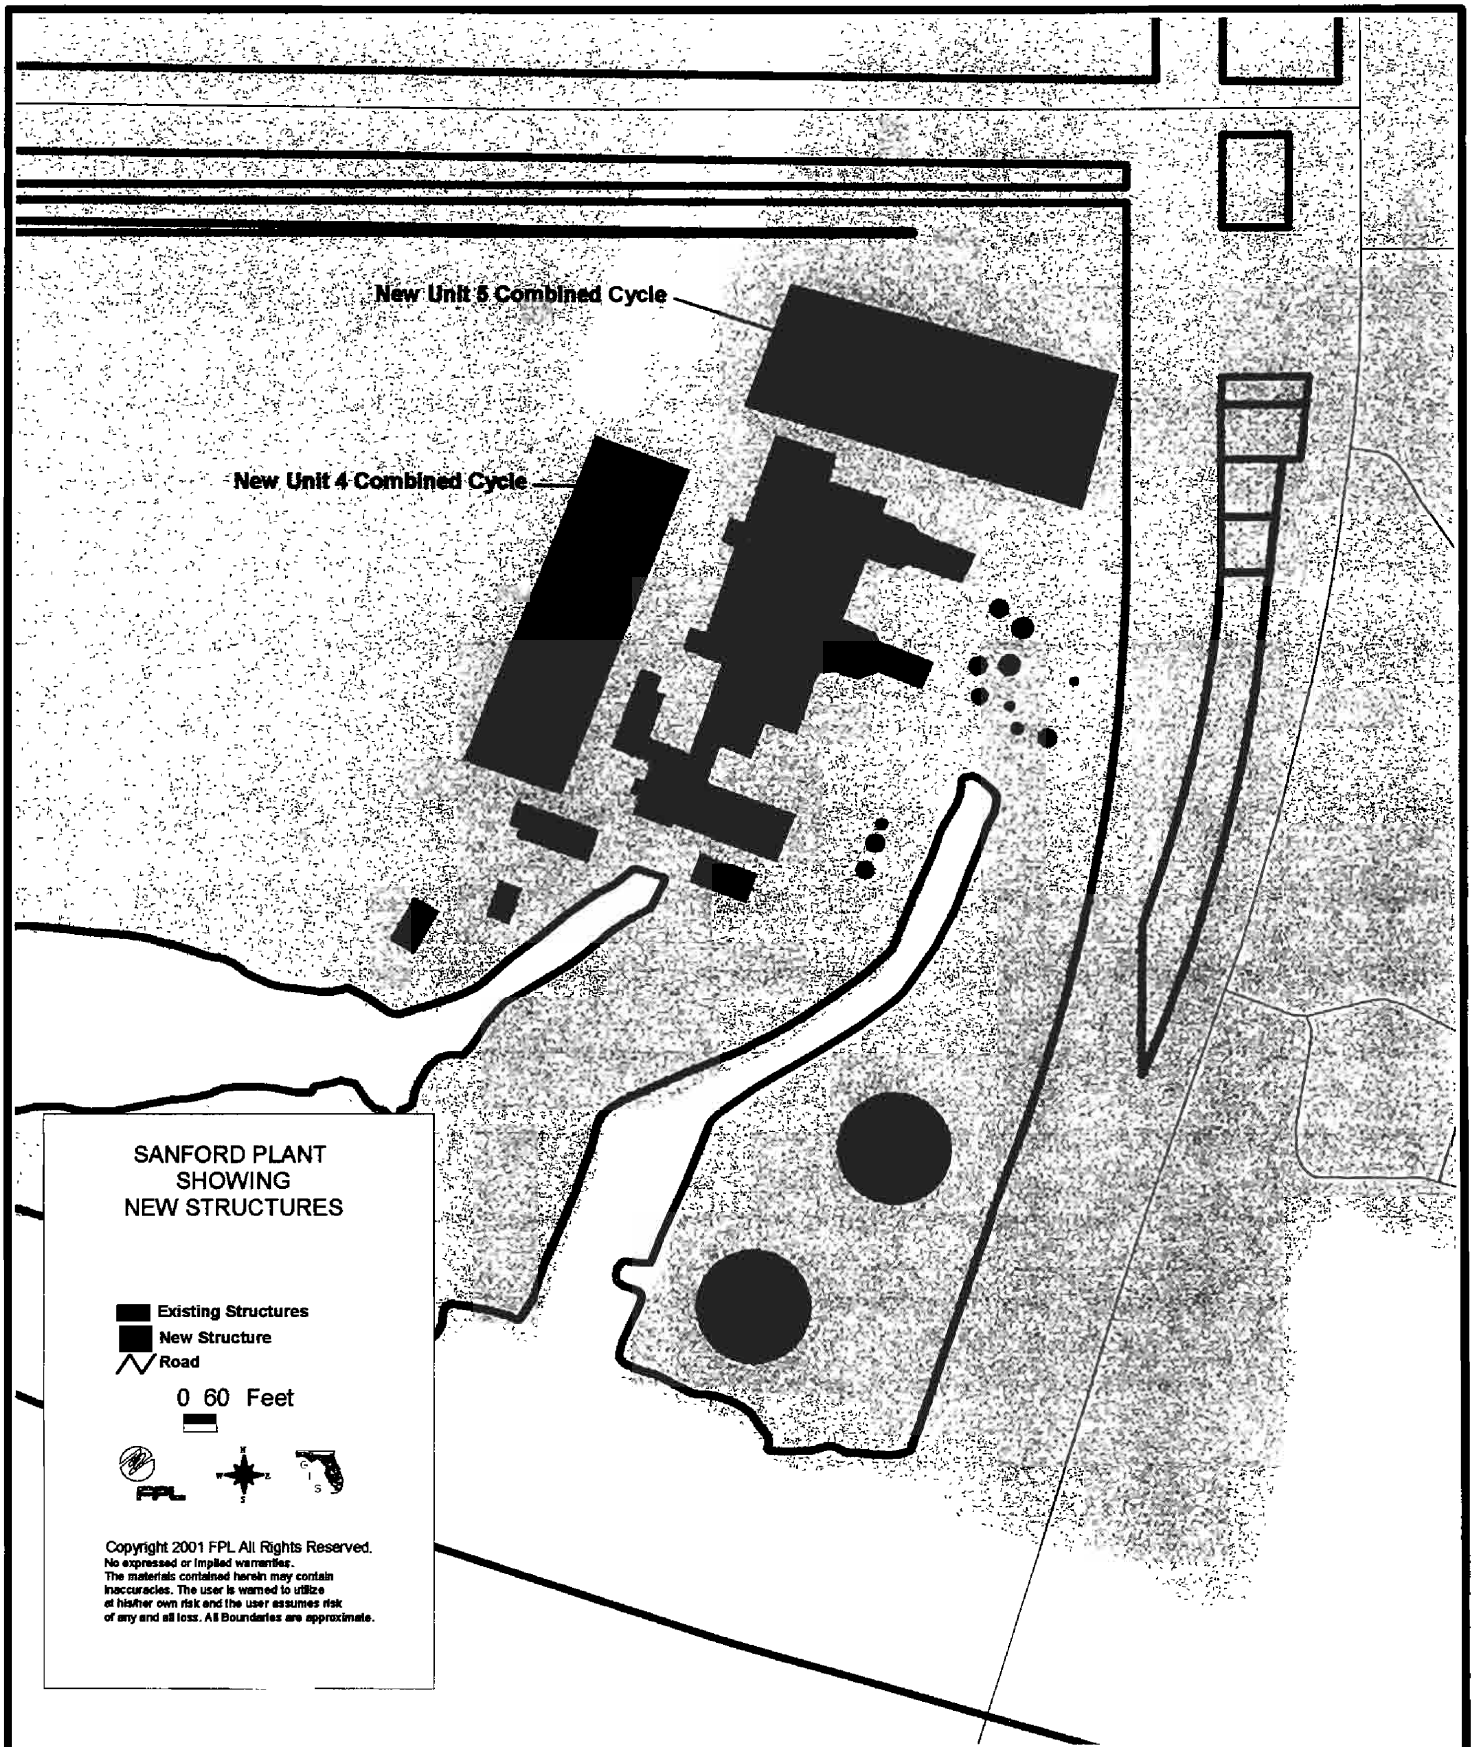 New Unit 5 Combined Cycle
New Unit 4 Combined Cycle
SANFORD PLANT
SHOWING
NEW STRUCTURES
Existing Structures
New Structure
Road
0 60 Feet
N
W E
S
G
I
S
FPL
Copyright 2001 FPL All Rights Reserved.
No expressed or implied warranties.
The materials contained herein may contain
inaccuracies. The user is warned to utilize
at his/her own risk and the user assumes risk
of any and all loss. All Boundaries are approximate.